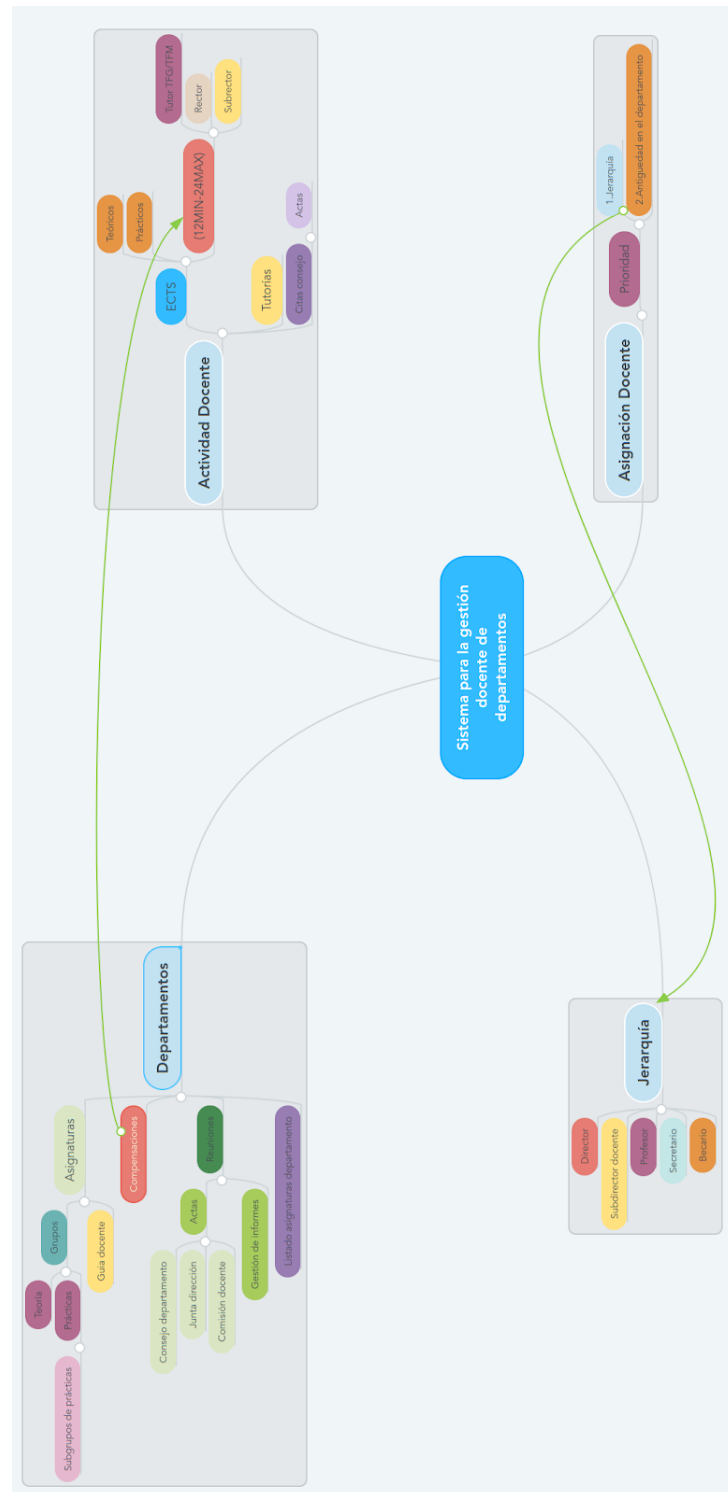 Sistema para la gestión
docente de
departamentos
Departamentos
Asignaturas
Grupos
Teoría
Prácticas
Subgrupos de prácticas
Guia docente
Compensaciones
Reuniones
Actas
Consejo departamento
Junta dirección
Comisión docente
Gestión de informes
Listado asignaturas departamento
Jerarquía
Director
Subdirector docente
Profesor
Secretario
Becario
Actividad Docente
ECTS
Teóricos
Prácticos
(12MIN-24MAX)
Tutor TFG/TFM
Rector
Subrector
Tutorías
Citas consejo
Actas
Asignación Docente
Prioridad
1.Jerarquía
2.Antiguedad en el departamento